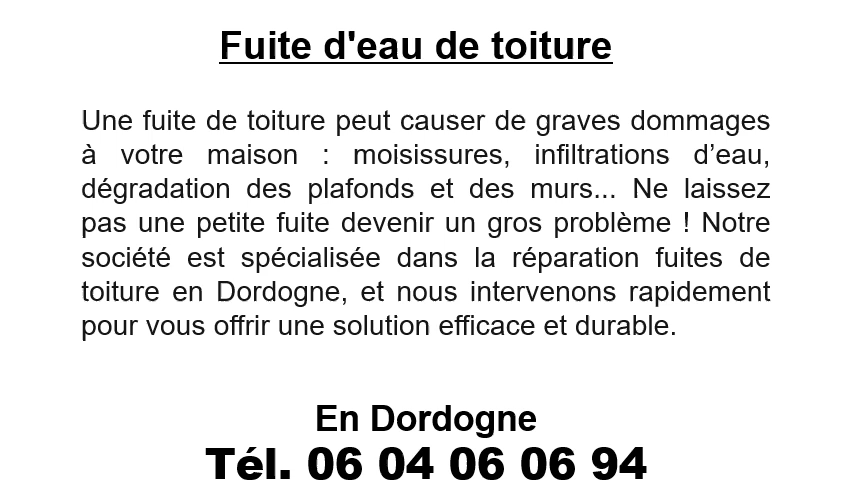 Fuite d'eau de toiture
Une fuite de toiture peut causer de graves dommages
à votre maison : moisissures, infiltrations d’eau,
dégradation des plafonds et des murs... Ne laissez
pas une petite fuite devenir un gros problème ! Notre
société est spécialisée dans la réparation fuites de
toiture en Dordogne, et nous intervenons rapidement
pour vous offrir une solution efficace et durable.
En Dordogne
Tél. 06 04 06 06 94